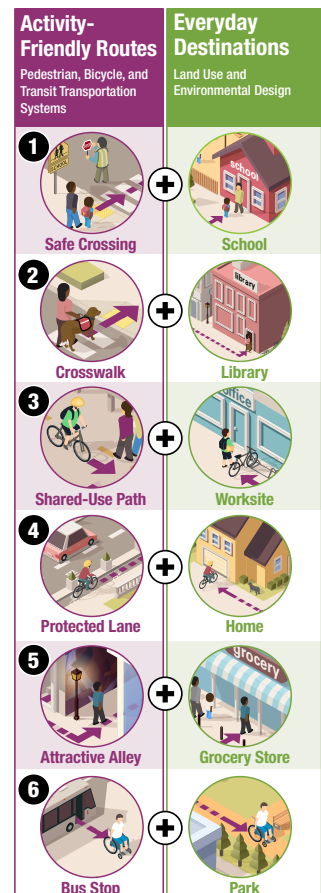 Activity-
Friendly Routes
Pedestrian, Bicycle, and
Transit Transportation
Systems
Everyday
Destinations
Land Use and
Environmental Design
1
SCHOOL
STOP
Safe Crossing
+
school
School
2
Crosswalk
+
library
Library
3
Shared-Use Path
+
office
Worksite
4
Protected Lane
+
Home
5
Attractive Alley
+
grocery
Grocery Store
6
Bus Stop
+
Park